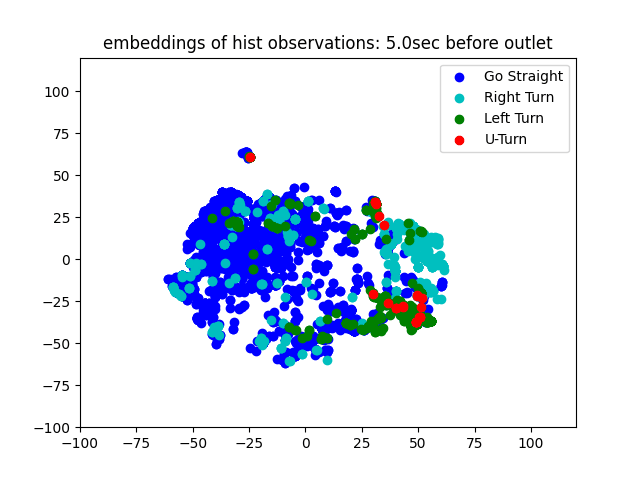 embeddings of hist observations: 5.0sec before outlet
Go Straight
Right Turn
Left Turn
U-Turn
100
75
50
25
0
−25
−50
−75
−100
−100 −75 −50 −25 0 25 50 75 100